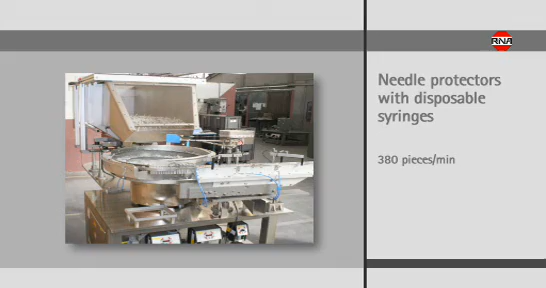 RNA
Needle protectors
with disposable
syringes
380 pieces/min